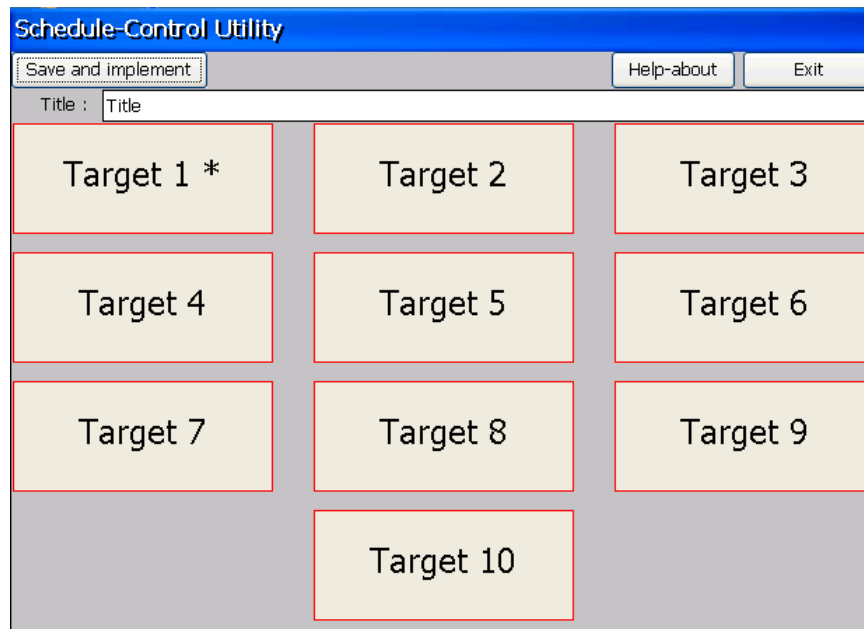 Schedule-Control Utility
Save and implement Help-about Exit
Title : Title
Target 1 * Target 2 Target 3
Target 4 Target 5 Target 6
Target 7 Target 8 Target 9
Target 10